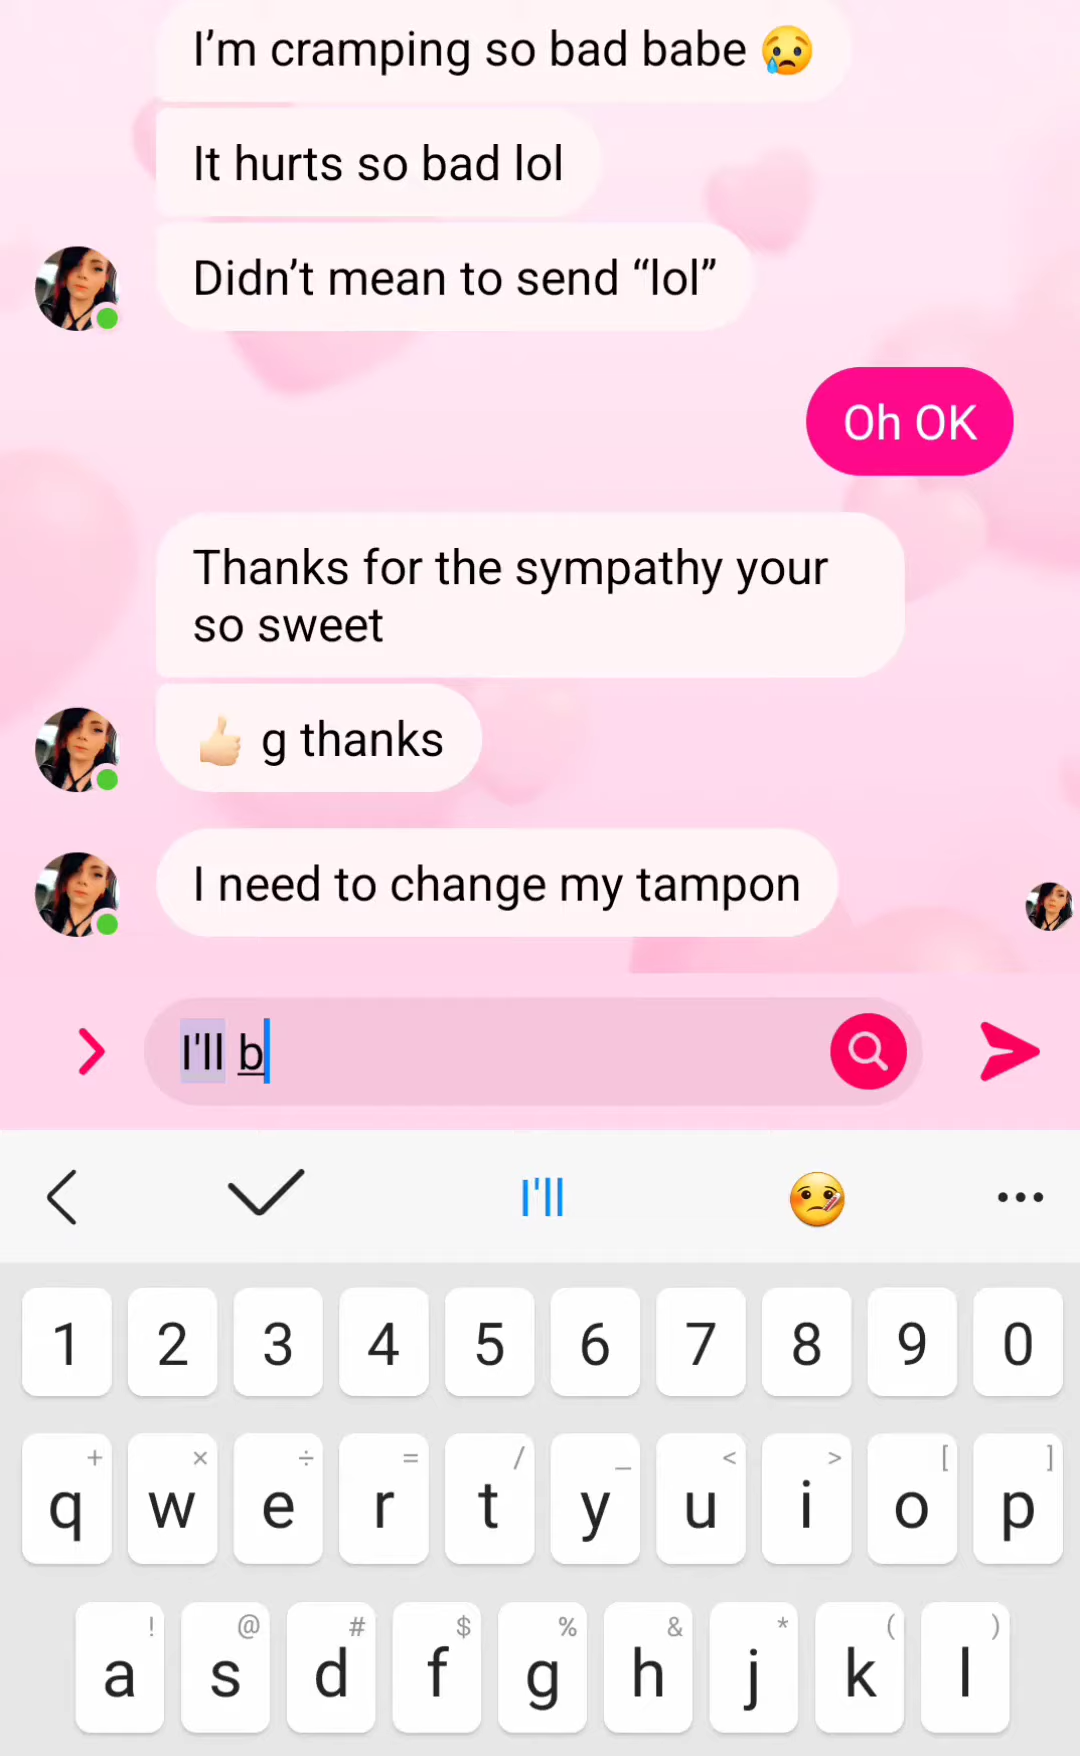 I’m cramping so bad babe 😢
It hurts so bad lol
Didn’t mean to send “lol”
Oh OK
Thanks for the sympathy your
so sweet
👍🏻 g thanks
I need to change my tampon
I'll b
I'll 🤒 •••
1 2 3 4 5 6 7 8 9 0
+ × ÷ = / _ < > [ ]
q w e r t y u i o p
! @ # $ % & * ( )
a s d f g h j k l